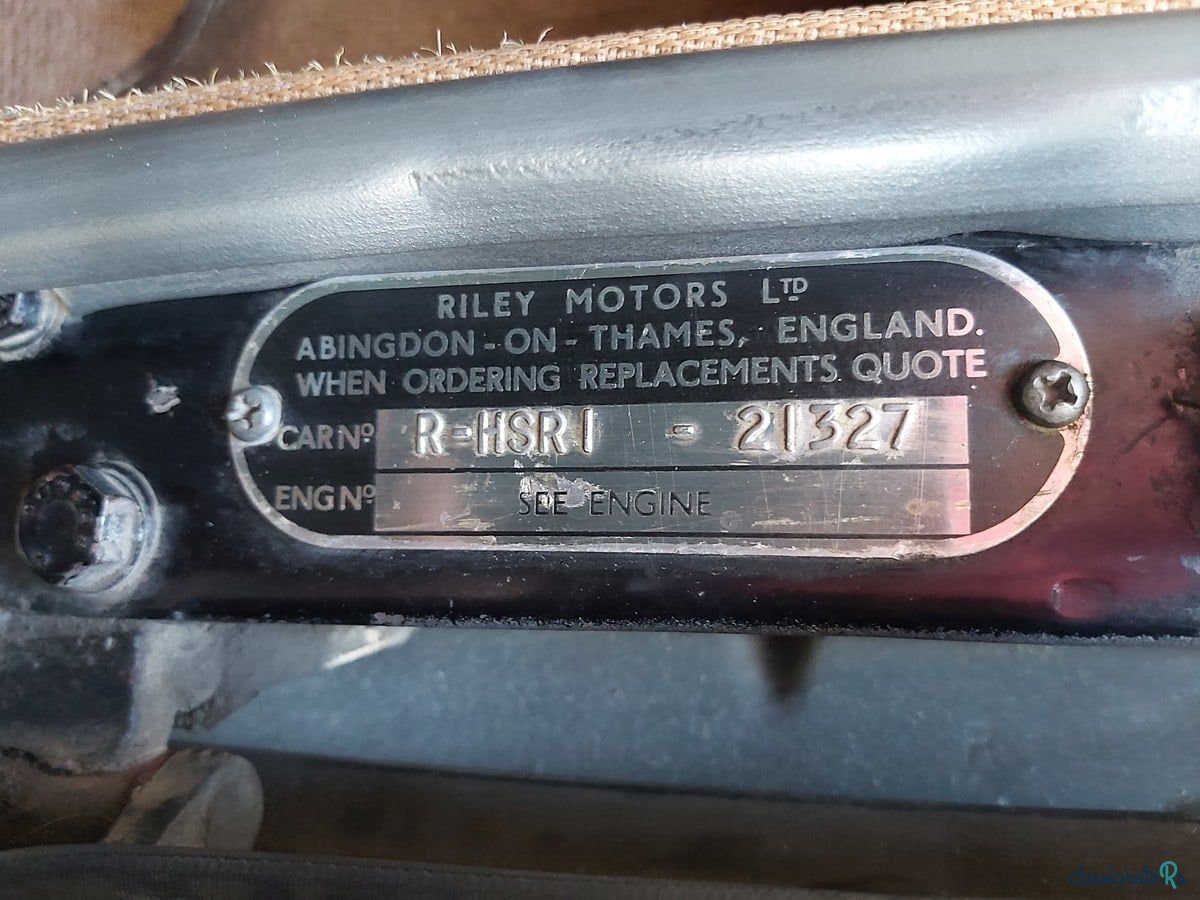 RILEY MOTORS LTD
ABINGDON-ON-THAMES, ENGLAND.
WHEN ORDERING REPLACEMENTS QUOTE
CAR Nº R-HSR1 - 21327
ENG Nº SEE ENGINE